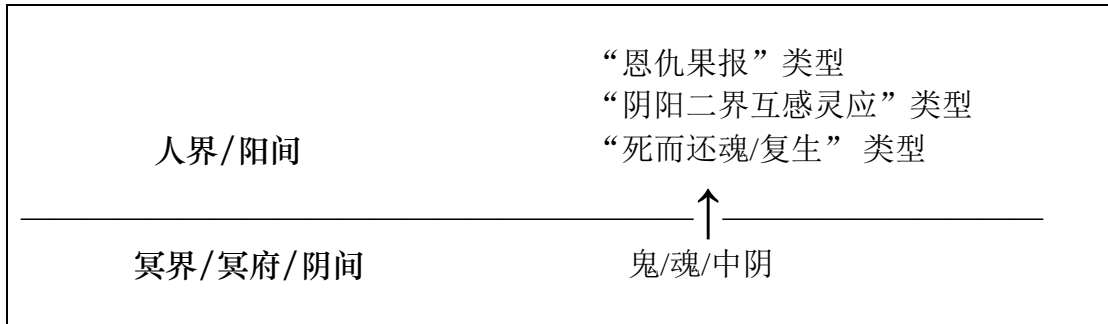 “恩仇果报”类型
“阴阳二界互感灵应”类型
人界/阳间 “死而还魂/复生” 类型
冥界/冥府/阴间 鬼/魂/中阴